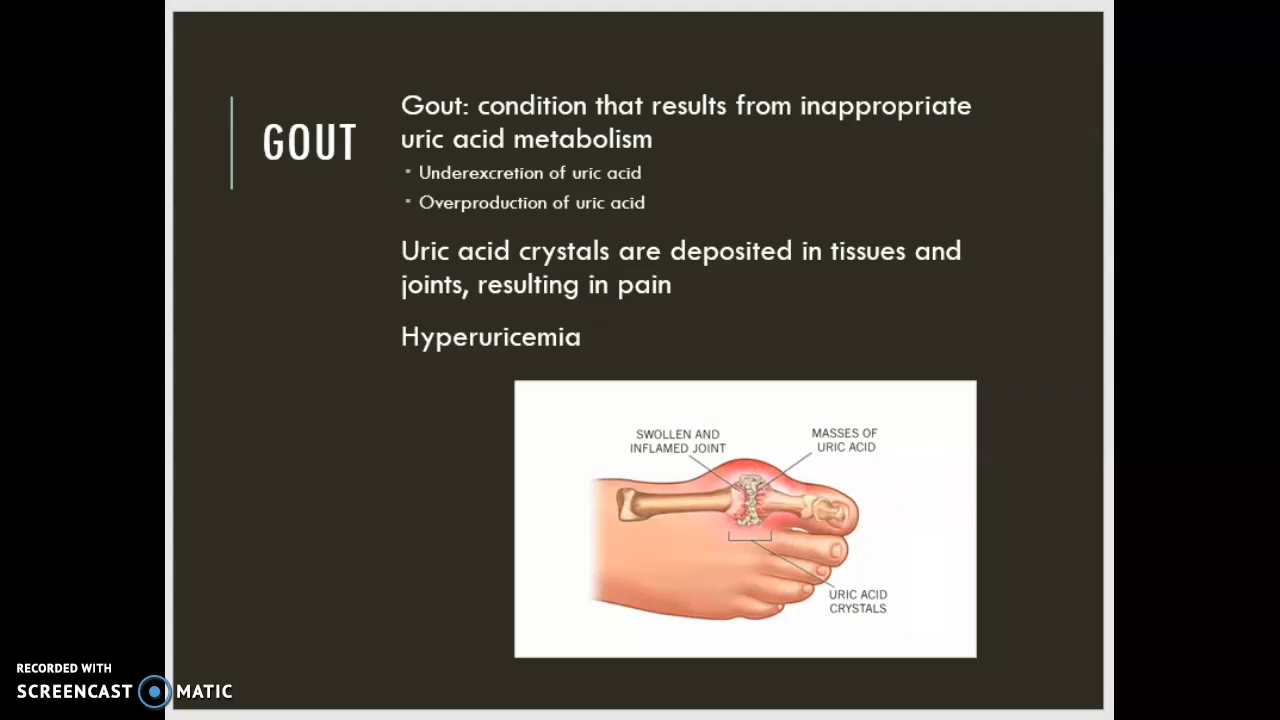 GOUT
Gout: condition that results from inappropriate
uric acid metabolism
Underexcretion of uric acid
Overproduction of uric acid
Uric acid crystals are deposited in tissues and
joints, resulting in pain
Hyperuricemia
SWOLLEN AND
INFLAMED JOINT
MASSES OF
URIC ACID
URIC ACID
CRYSTALS
RECORDED WITH
SCREENCAST MATIC